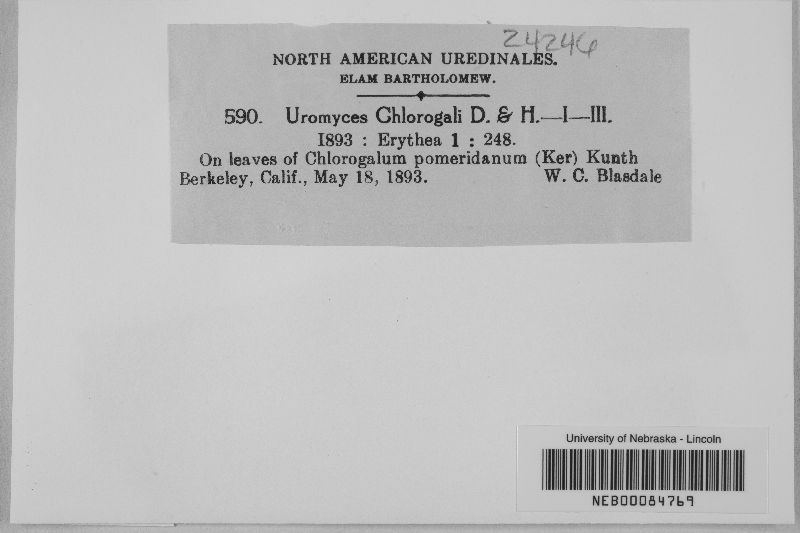 24246
NORTH AMERICAN UREDINALES.
ELAM BARTHOLOMEW.
590. Uromyces Chlorogali D. & H.—I—III.
1893 : Erythea 1 : 248.
On leaves of Chlorogalum pomeridanum (Ker) Kunth
Berkeley, Calif., May 18, 1893. W. C. Blasdale
University of Nebraska - Lincoln
NEB00084769